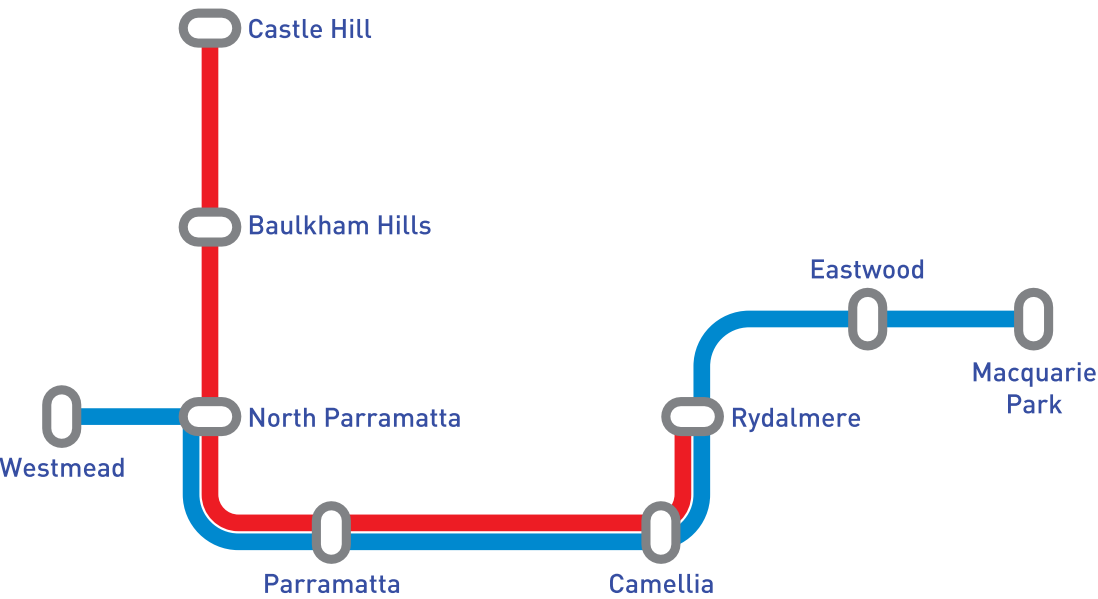 Castle Hill
Baulkham Hills
Eastwood
Macquarie
Park
North Parramatta
Rydalmere
Westmead
Parramatta
Camellia